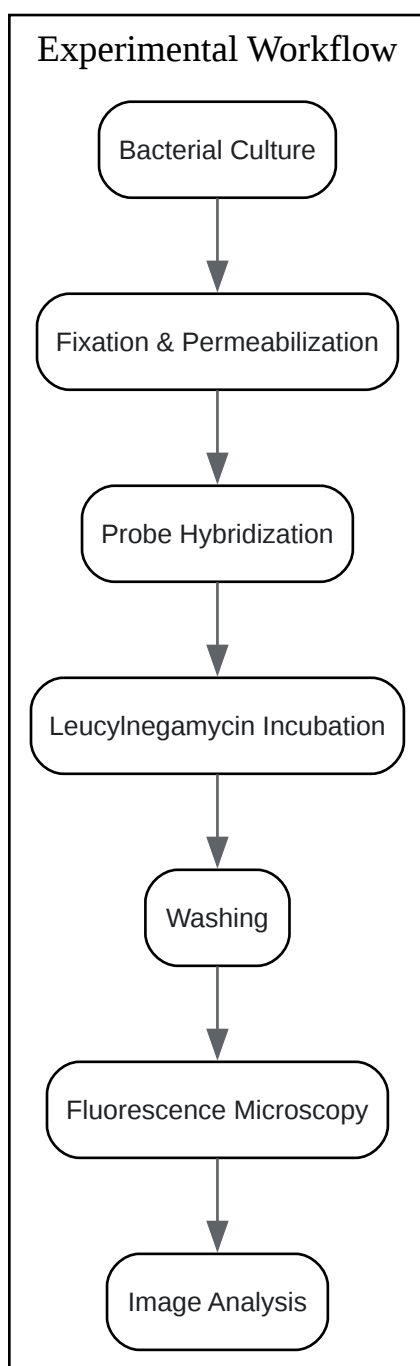 Experimental Workflow
Bacterial Culture
Fixation & Permeabilization
Probe Hybridization
Leucylnegamycin Incubation
Washing
Fluorescence Microscopy
Image Analysis